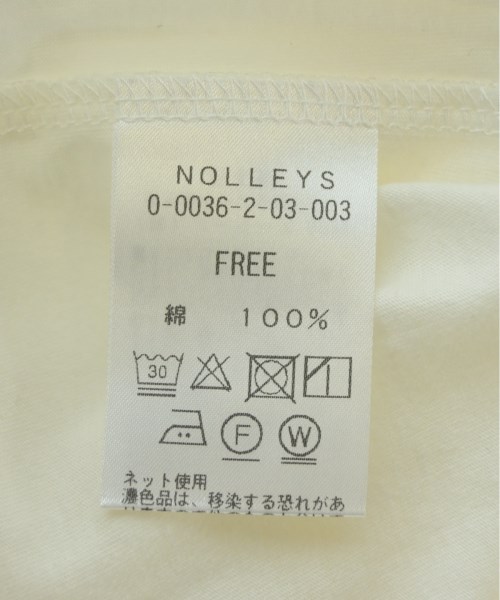 NOLLEYS
0-0036-2-03-003
FREE
綿 100%
30
F W
ネット使用
濃色品は、移染する恐れがあ